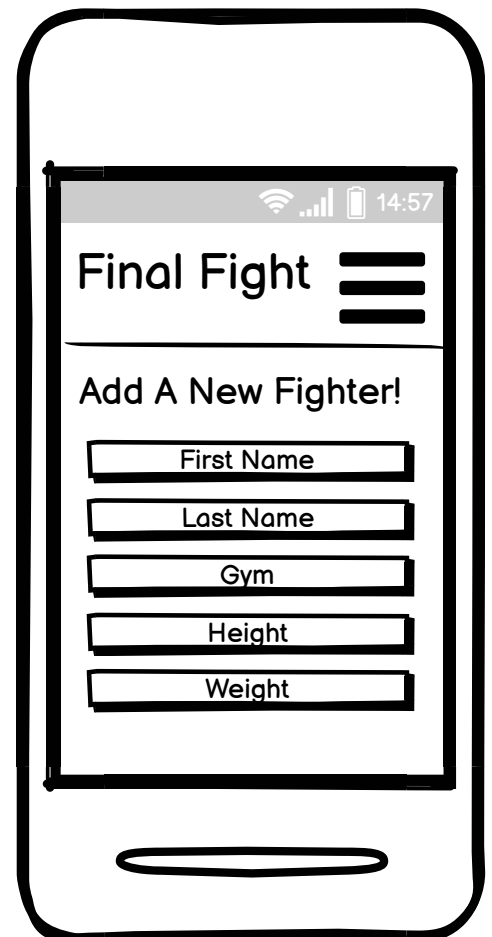 14:57
Final Fight
Add A New Fighter!
First Name
Last Name
Gym
Height
Weight